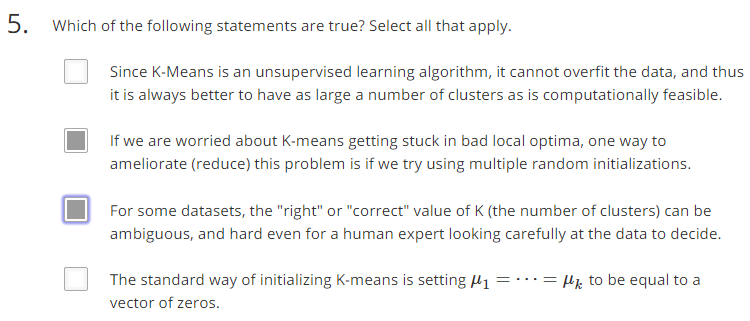 5. Which of the following statements are true? Select all that apply.
Since K-Means is an unsupervised learning algorithm, it cannot overfit the data, and thus
it is always better to have as large a number of clusters as is computationally feasible.
If we are worried about K-means getting stuck in bad local optima, one way to
ameliorate (reduce) this problem is if we try using multiple random initializations.
For some datasets, the "right" or "correct" value of K (the number of clusters) can be
ambiguous, and hard even for a human expert looking carefully at the data to decide.
The standard way of initializing K-means is setting μ₁ = ⋯ = μₖ to be equal to a
vector of zeros.